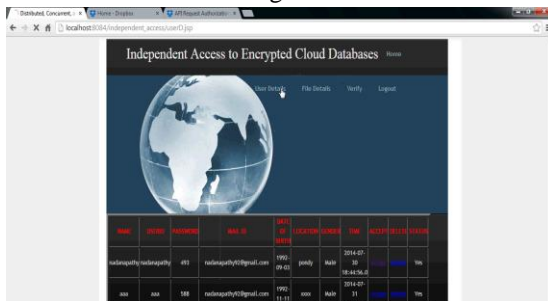 Distributed, Concurrent, a
Home - Dropbox
API Request Authorization
localhost:8084/independent_access/userD.jsp
Independent Access to Encrypted Cloud Databases Home
User Details File Details Verify Logout
NAME DISTRICT PASSWORD MAIL ID DATE OF BIRTH LOCATION GENDER TIME ACCEPT DELETE STATUS
nadanapathy nadanapathy 493 nadanapathy92@gmail.com 1992-09-03 pondy Male 2014-07-30 18:44:56.0 Yes
aaa aaa 588 nadanapathy92@gmail.com 1992-11-11 xxxx Male 2014-07-31 Yes